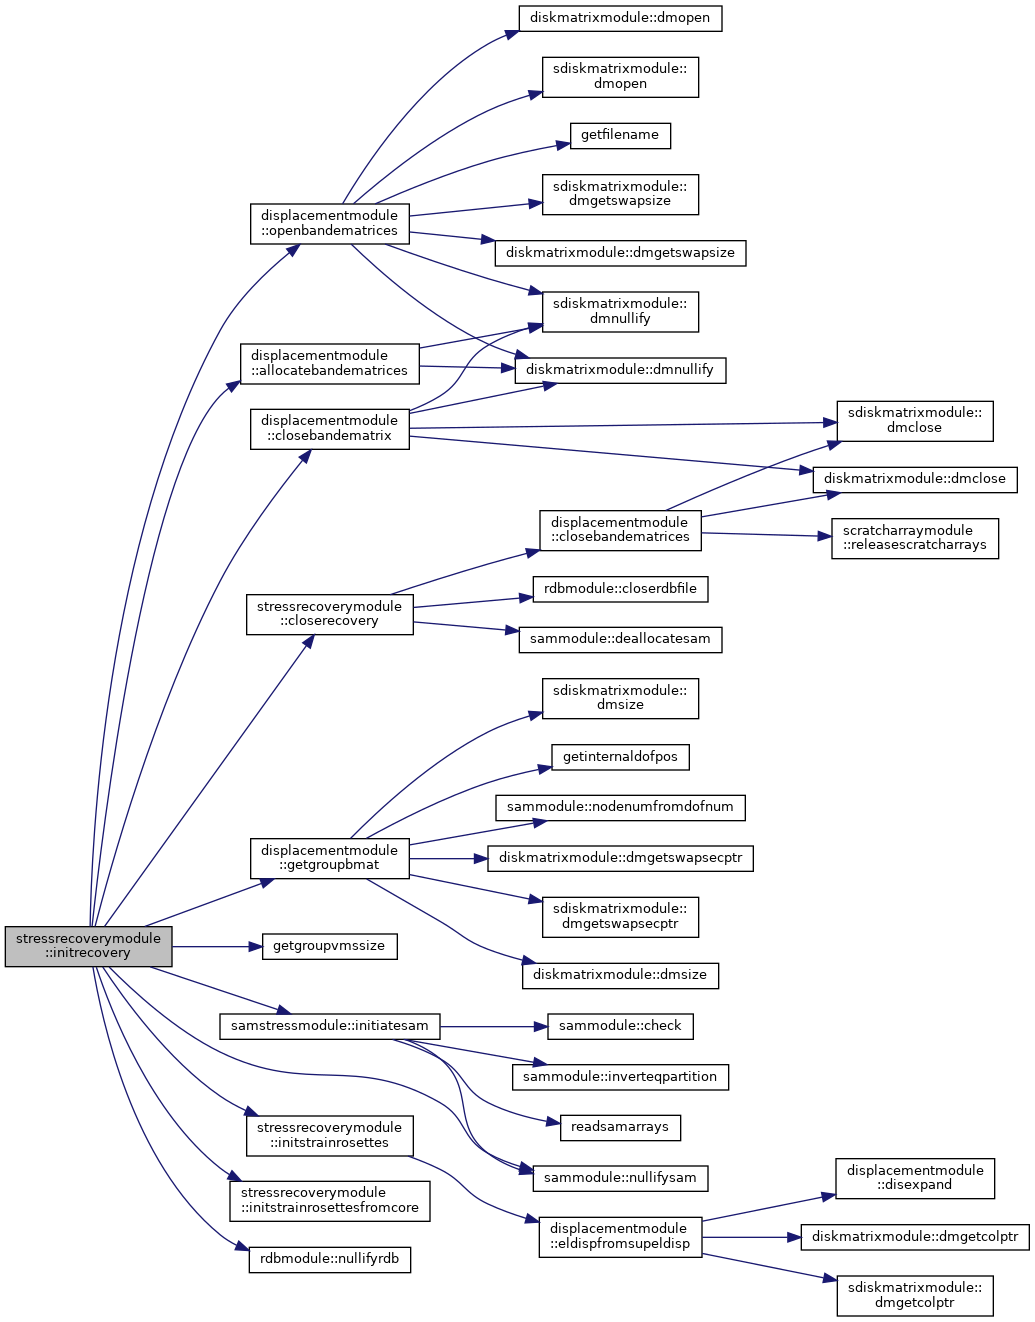 diskmatrixmodule::dmopen
sdiskmatrixmodule::
dmopen
getfilename
sdiskmatrixmodule::
dmgetswapsize
displacementmodule
::openbandematrices
diskmatrixmodule::dmgetswapsize
sdiskmatrixmodule::
dmnullify
displacementmodule
::allocatebandematrices
diskmatrixmodule::dmnullify
displacementmodule
::closebandematrix
sdiskmatrixmodule::
dmclose
diskmatrixmodule::dmclose
displacementmodule
::closebandematrices
scratcharraymodule
::releasescratcharrays
rdbmodule::closerdbfile
stressrecoverymodule
::closerecovery
sammodule::deallocatesam
sdiskmatrixmodule::
dmsize
getinternaldofpos
sammodule::nodenumfromdofnum
displacementmodule
::getgroupbmat
diskmatrixmodule::dmgetswapsecptr
sdiskmatrixmodule::
dmgetswapsecptr
stressrecoverymodule
::initrecovery
getgroupvmssize
diskmatrixmodule::dmsize
samstressmodule::initiatesam
sammodule::check
sammodule::inverteqpartition
readsamarrays
stressrecoverymodule
::initstrainrosettes
sammodule::nullifysam
displacementmodule
::disexpand
stressrecoverymodule
::initstrainrosettesfromcore
displacementmodule
::eldispfromsupeldisp
diskmatrixmodule::dmgetcolptr
rdbmodule::nullifyrdb
sdiskmatrixmodule::
dmgetcolptr